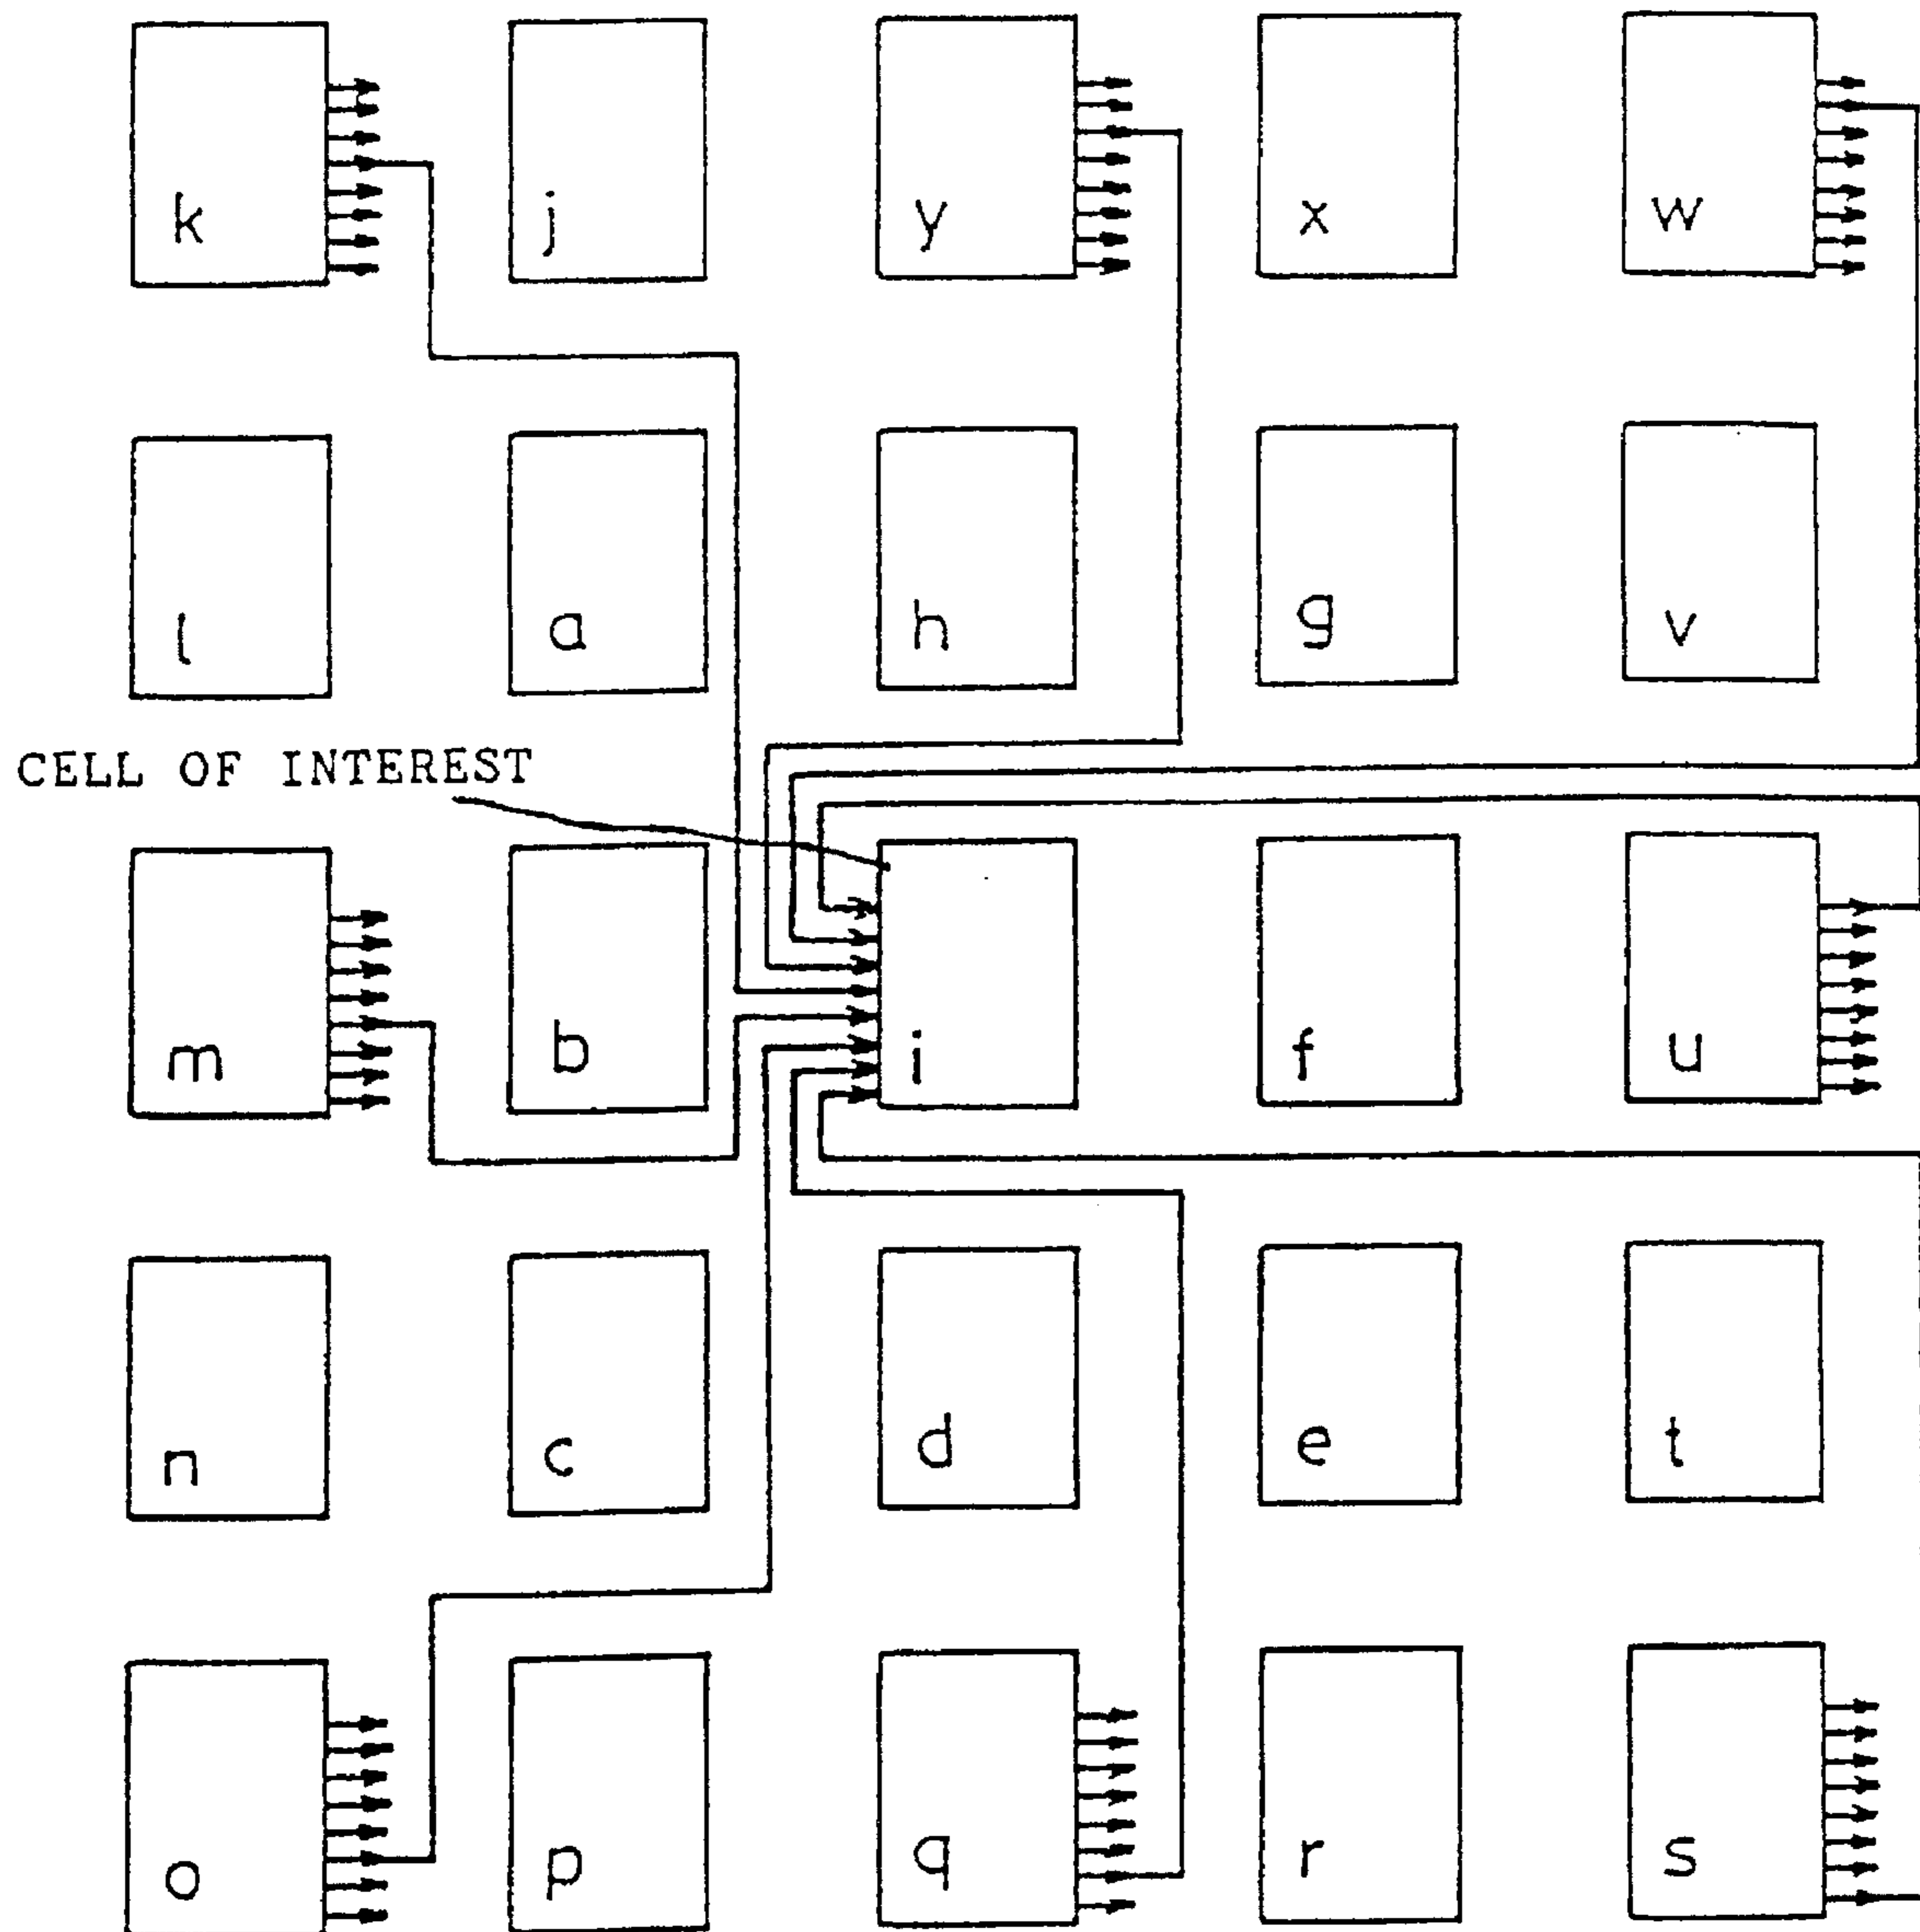 k j y x w
l a h g v
CELL OF INTEREST
m b i f u
n c d e t
o p q r s